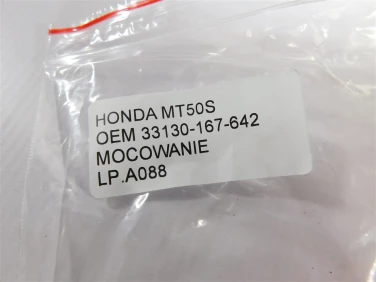 HONDA MT50S
OEM 33130-167-642
MOCOWANIE
LP.A088